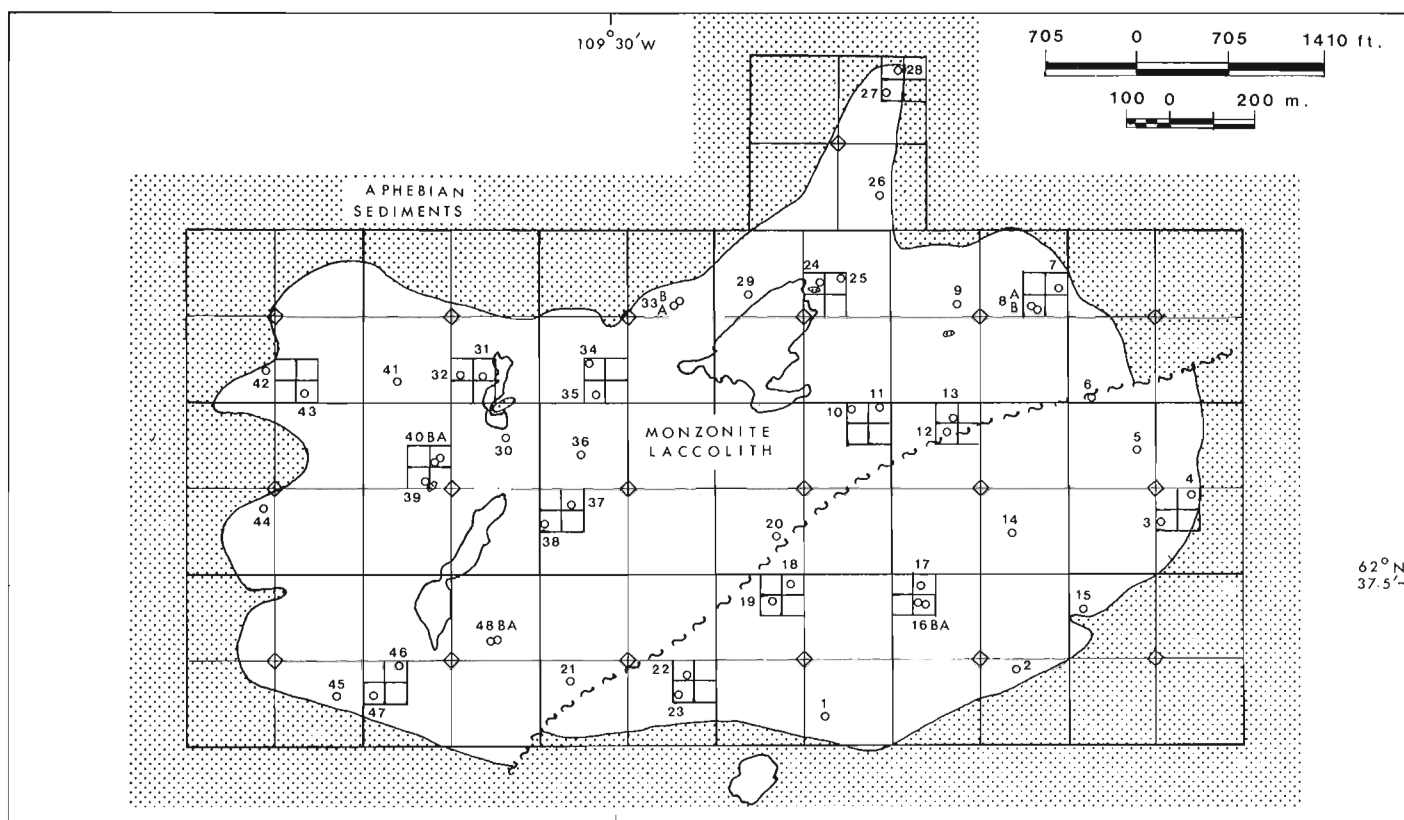 109° 30′ W
705 0 705 1410 ft.
100 0 200 m.
28
27
26
APHEBIAN
SEDIMENTS
24
25
29
33 B
A
9
7
8 A
B
31
32
34
35
41
42
43
6
10
11
13
12
MONZONITE
LACCOLITH
40 BA
30
36
5
39
37
38
4
3
44
20
14
62° N
37.5′
18
19
17
16 BA
15
48 BA
46
45
47
21
22
23
2
1